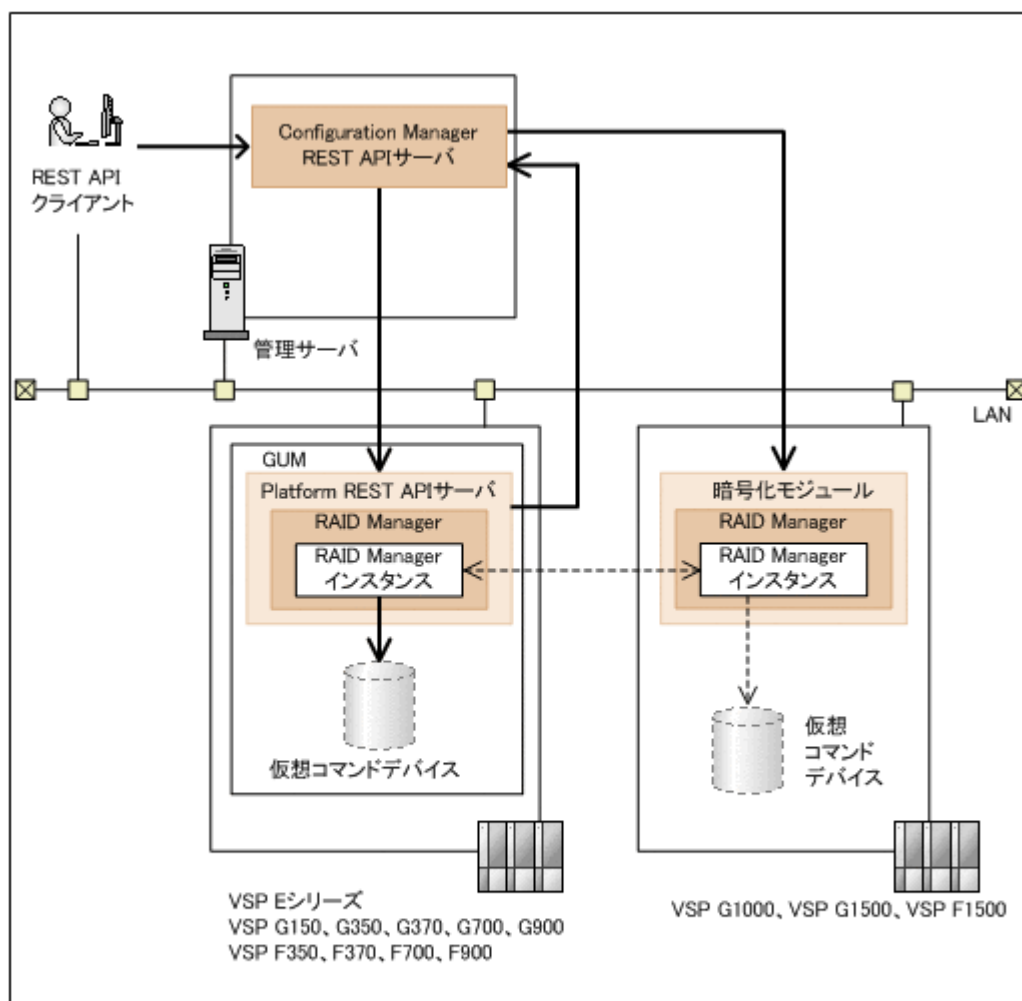 Configuration Manager
REST APIサーバ
REST API
クライアント
管理サーバ
LAN
GUM
Platform REST APIサーバ
RAID Manager
RAID Manager
インスタンス
仮想コマンドデバイス
暗号化モジュール
RAID Manager
RAID Manager
インスタンス
仮想
コマンド
デバイス
VSP Eシリーズ
VSP G150、G350、G370、G700、G900
VSP F350、F370、F700、F900
VSP G1000、VSP G1500、VSP F1500